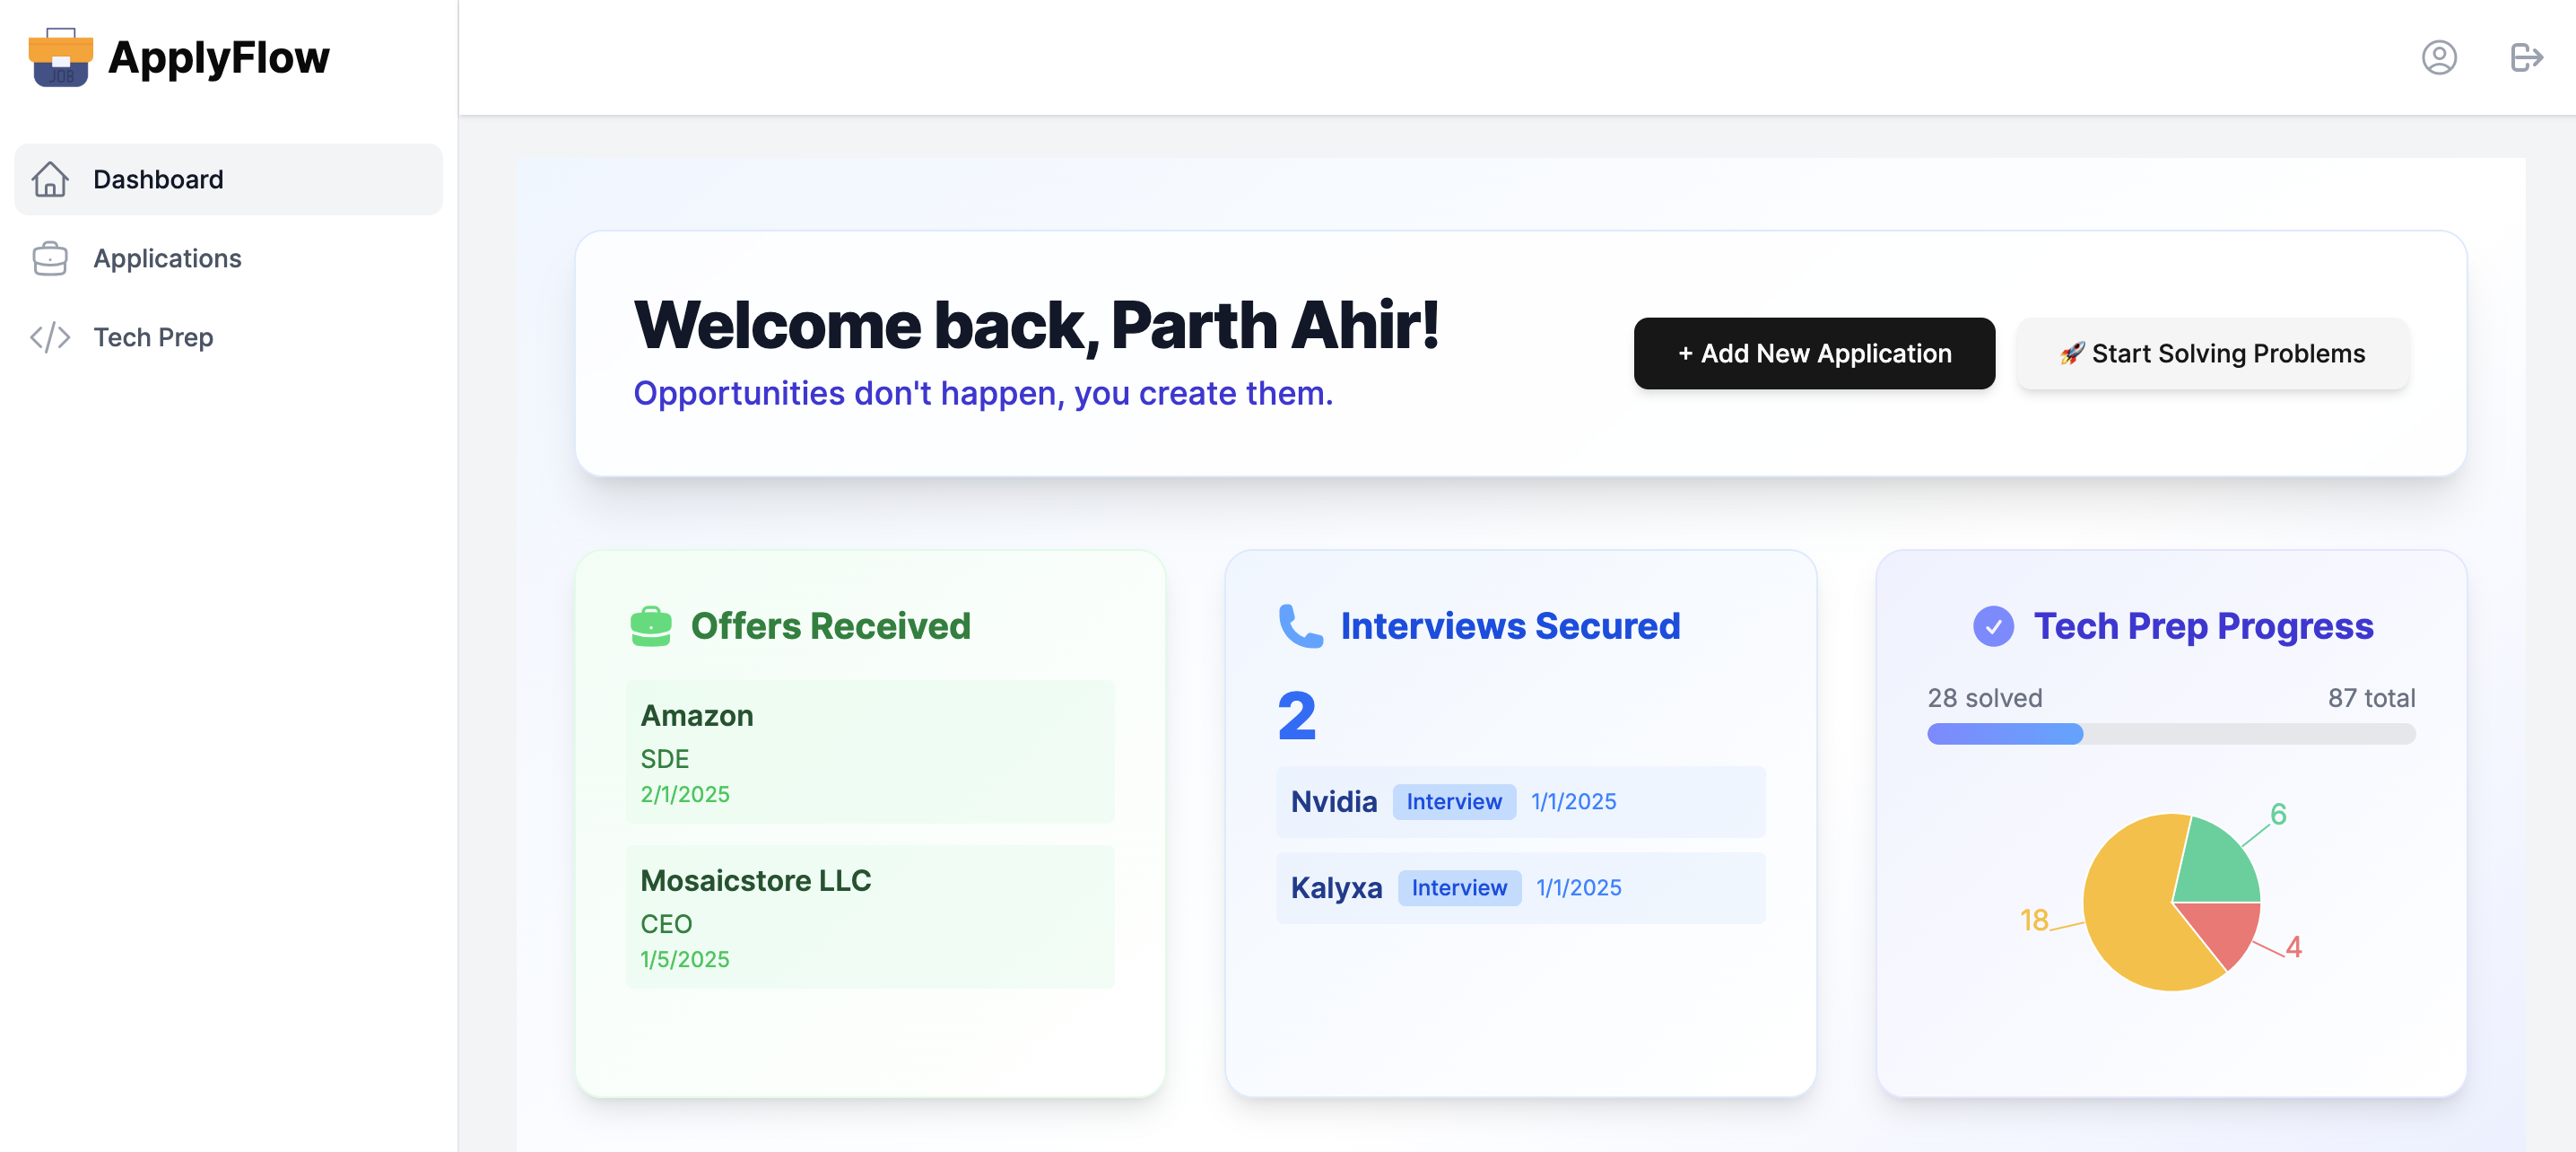 JOB
ApplyFlow
Dashboard
Applications
Tech Prep
Welcome back, Parth Ahir!
Opportunities don't happen, you create them.
+ Add New Application
🚀 Start Solving Problems
Offers Received
Amazon
SDE
2/1/2025
Mosaicstore LLC
CEO
1/5/2025
Interviews Secured
2
Nvidia Interview 1/1/2025
Kalyxa Interview 1/1/2025
Tech Prep Progress
28 solved 87 total
6
18
4